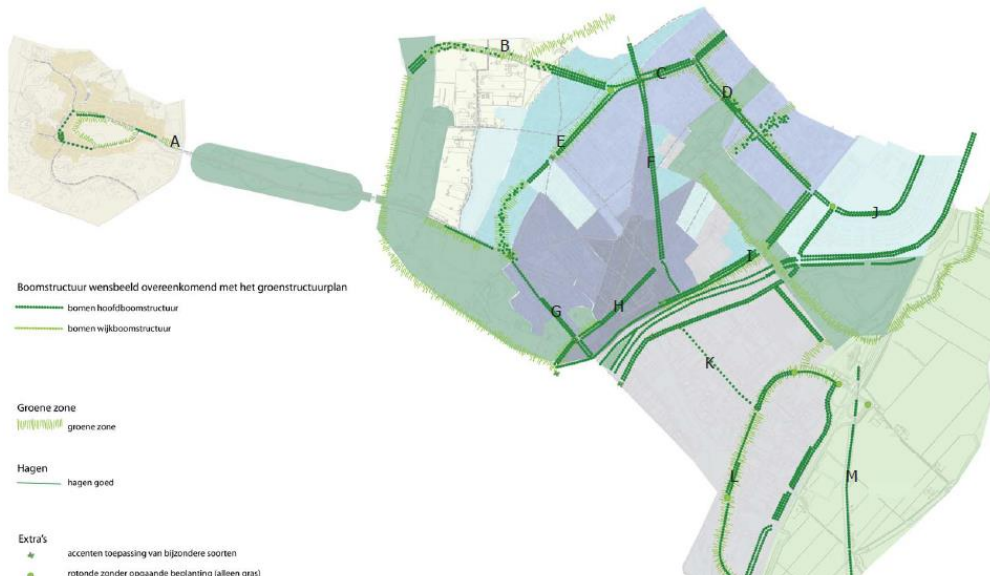 A
B
C
D
E
F
G
H
I
J
K
L
M
Boomstructuur wensbeeld overeenkomend met het groenstructuurplan
bomen hoofdboomstructuur
bomen wijkboomstructuur
Groene zone
groene zone
Hagen
hagen goed
Extra's
accenten toepassing van bijzondere soorten
rotonde zonder opgaande beplanting (alleen gras)